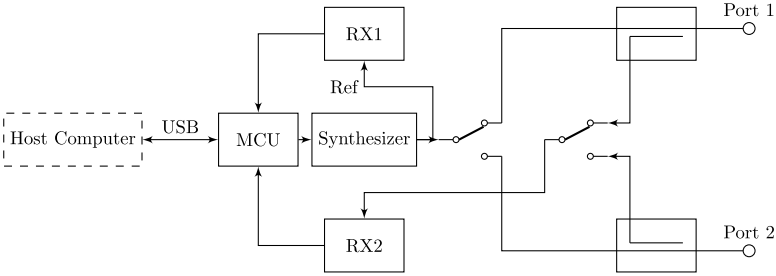 Port 1
RX1
Ref
USB
Host Computer
MCU
Synthesizer
Port 2
RX2